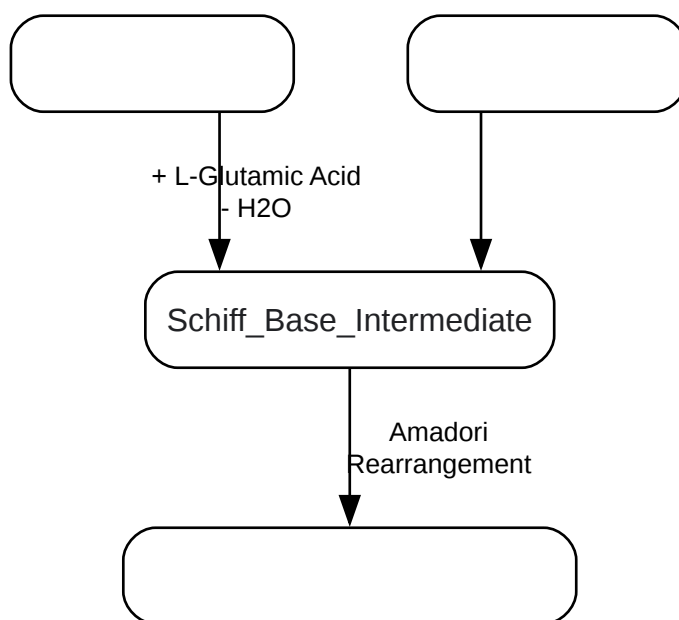 + L-Glutamic Acid
- H2O
Schiff_Base_Intermediate
Amadori
Rearrangement